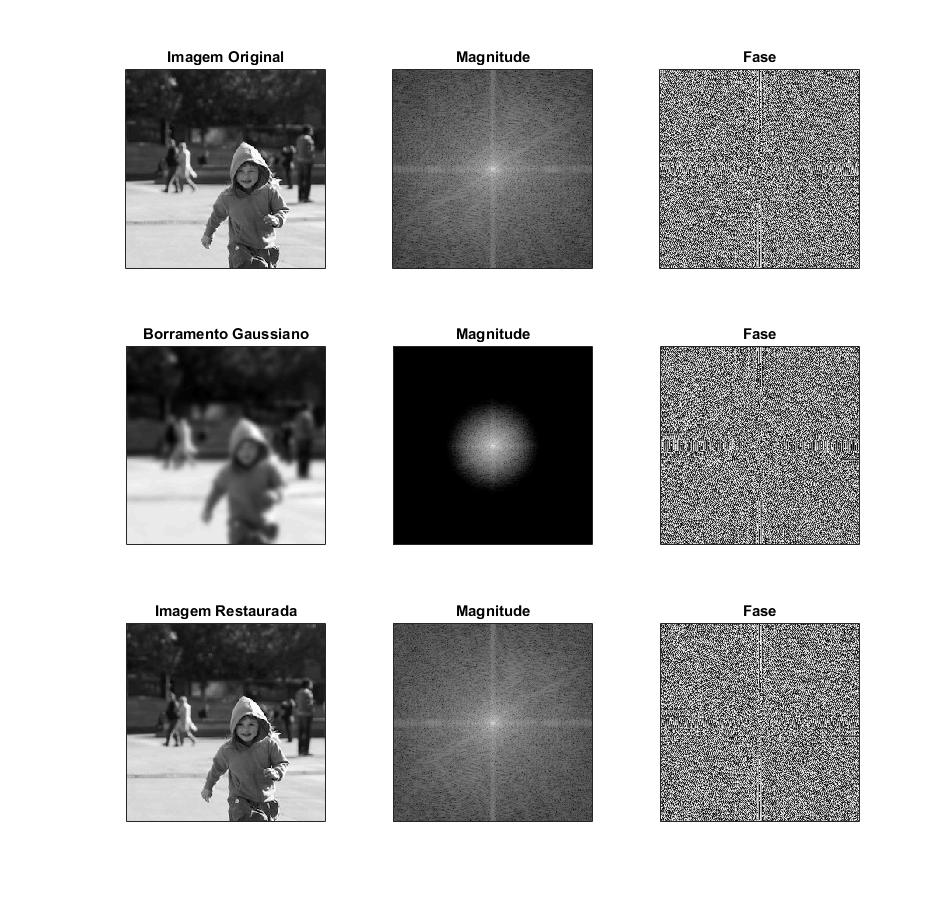 Imagem Original
Magnitude
Fase
Borramento Gaussiano
Magnitude
Fase
Imagem Restaurada
Magnitude
Fase